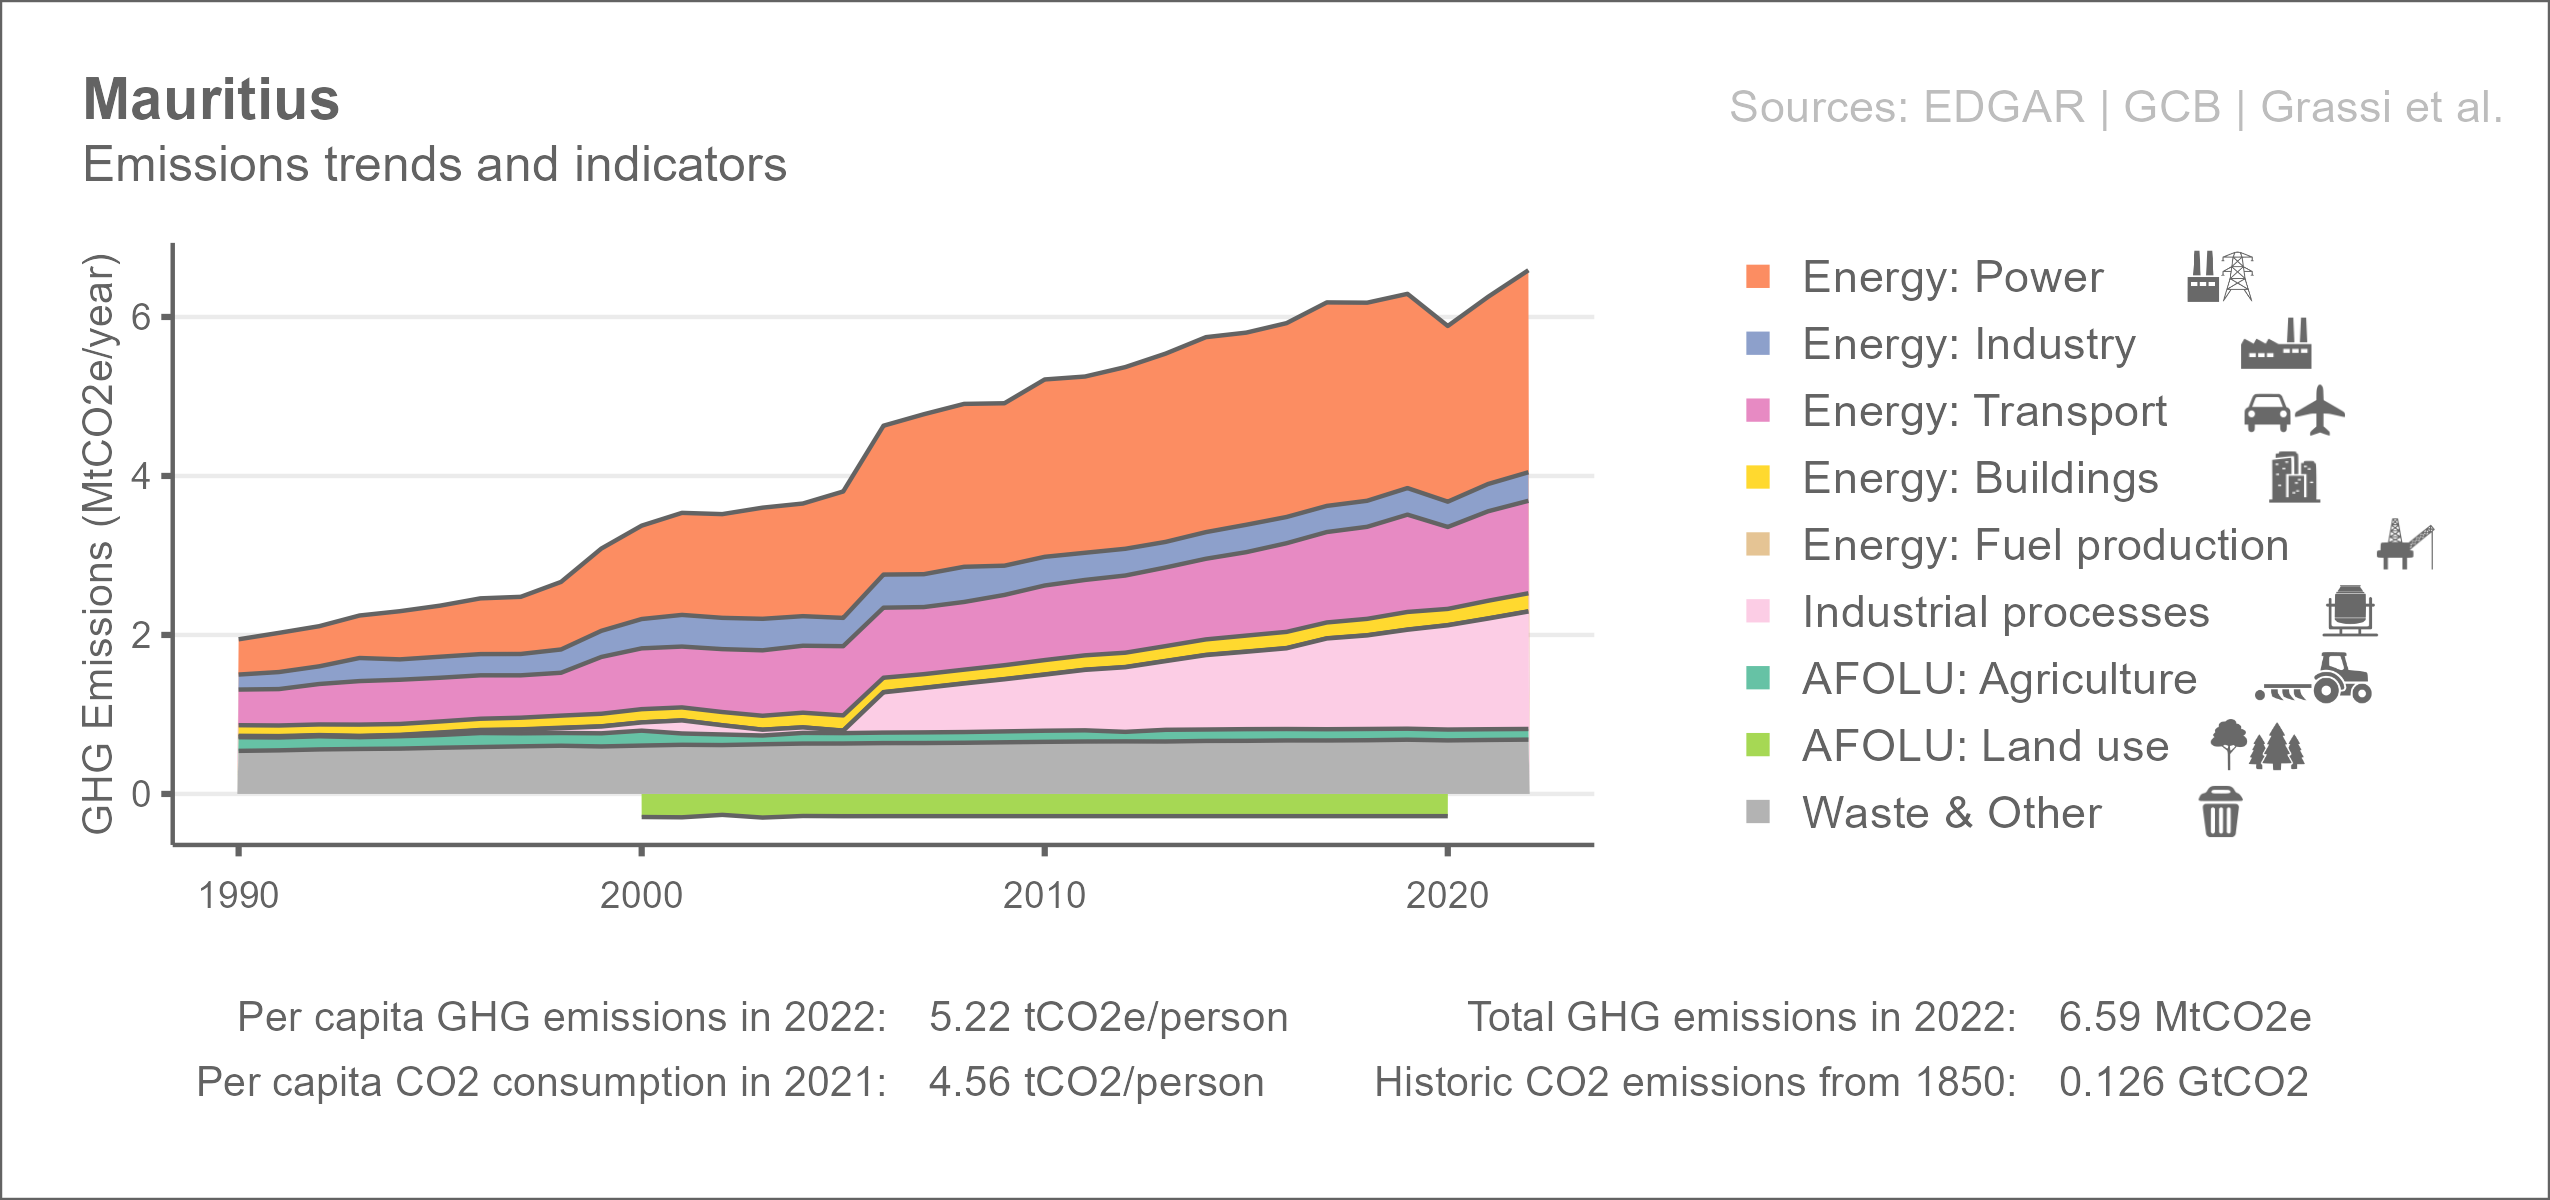 Mauritius
Sources: EDGAR | GCB | Grassi et al.
Emissions trends and indicators
GHG Emissions (MtCO2e/year)
6
4
2
0
1990
2000
2010
2020
Energy: Power
Energy: Industry
Energy: Transport
Energy: Buildings
Energy: Fuel production
Industrial processes
AFOLU: Agriculture
AFOLU: Land use
Waste & Other
Per capita GHG emissions in 2022: 5.22 tCO2e/person
Total GHG emissions in 2022: 6.59 MtCO2e
Per capita CO2 consumption in 2021: 4.56 tCO2/person
Historic CO2 emissions from 1850: 0.126 GtCO2